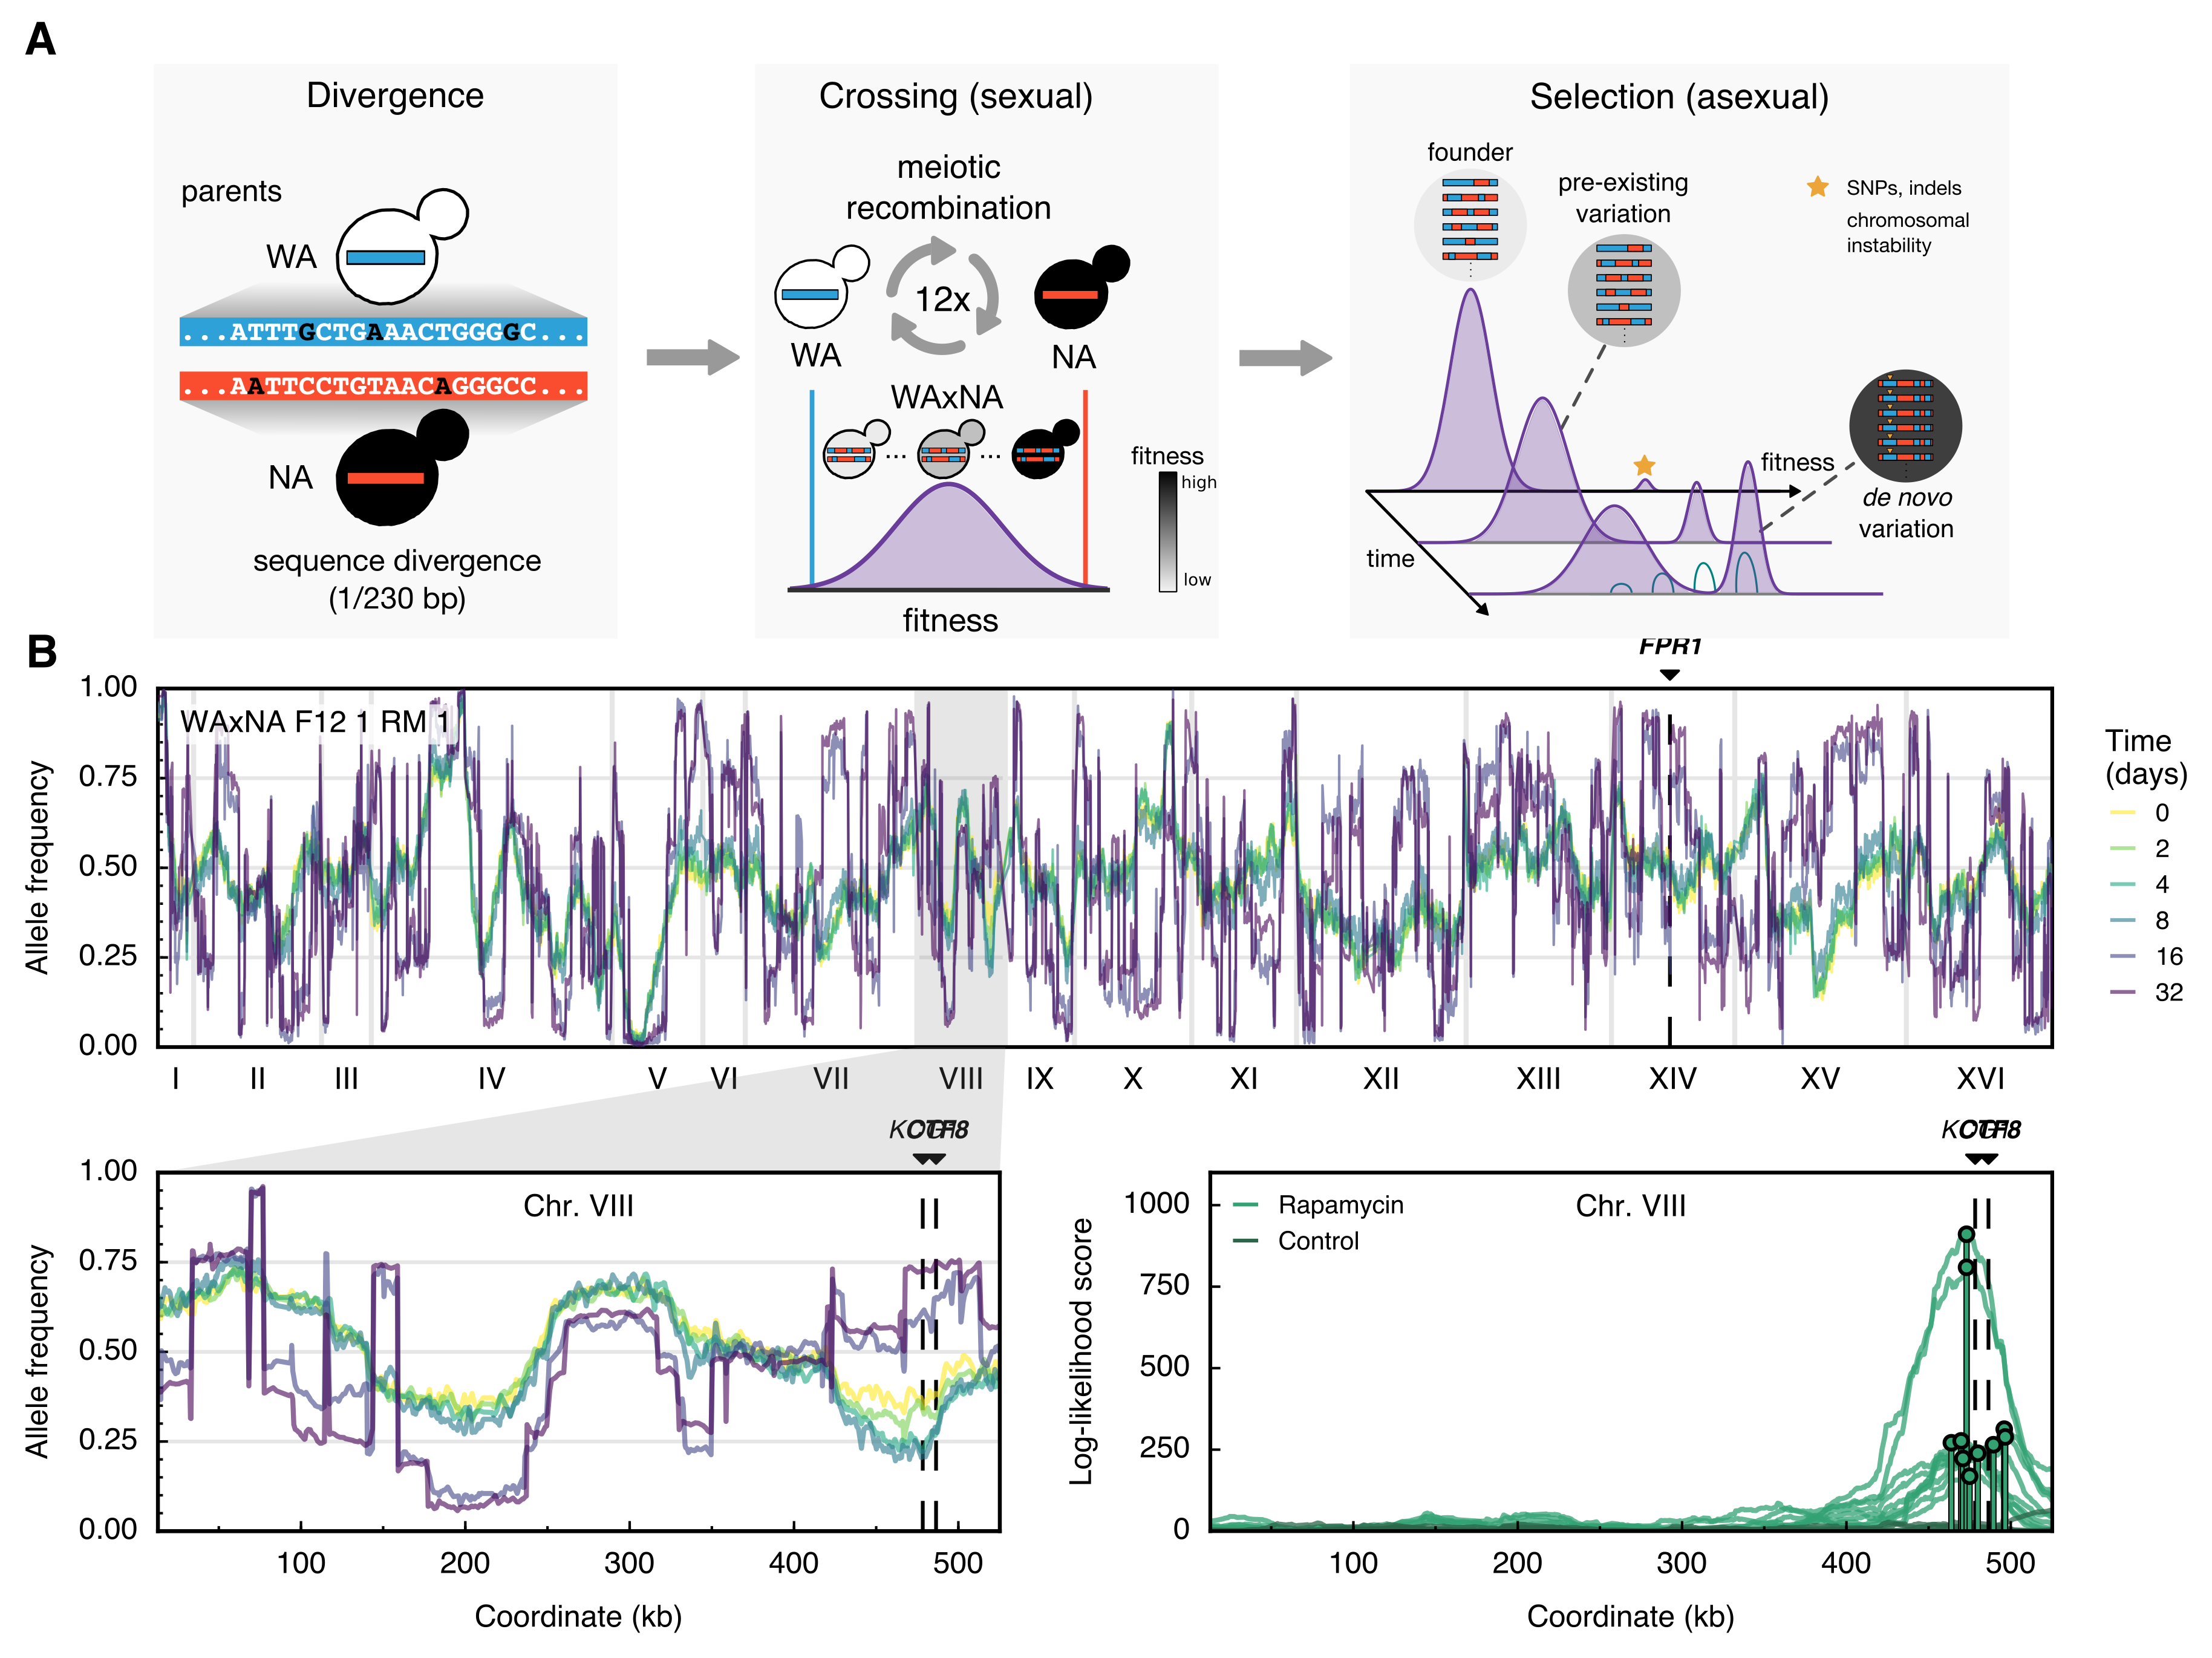 A
Divergence
parents
WA
...ATTTGCTGAAACTGGGGC...
...AATTCCTGTAACAGGGCC...
NA
sequence divergence
(1/230 bp)
Crossing (sexual)
meiotic
recombination
12x
WA
NA
WAxNA
... ...
fitness
high
low
fitness
Selection (asexual)
founder
pre-existing
variation
SNPs, indels
chromosomal
instability
fitness
de novo
variation
time
B
FPR1
WAxNA F12 1 RM 1
Allele frequency
1.00
0.75
0.50
0.25
0.00
I II III IV V VI VII VIII IX X XI XII XIII XIV XV XVI
Time
(days)
0
2
4
8
16
32
CTF8
Chr. VIII
Allele frequency
1.00
0.75
0.50
0.25
0.00
100 200 300 400 500
Coordinate (kb)
CTF8
Chr. VIII
Rapamycin
Control
Log-likelihood score
1000
750
500
250
0
100 200 300 400 500
Coordinate (kb)